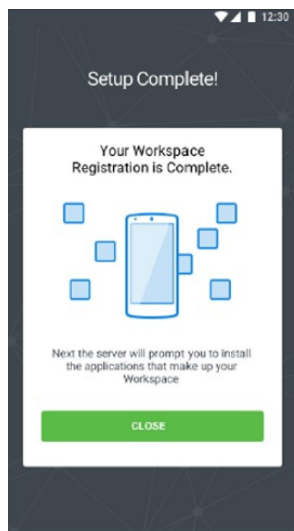 12:30
Setup Complete!
Your Workspace
Registration is Complete.
Next the server will prompt you to install
the applications that make up your
Workspace
CLOSE